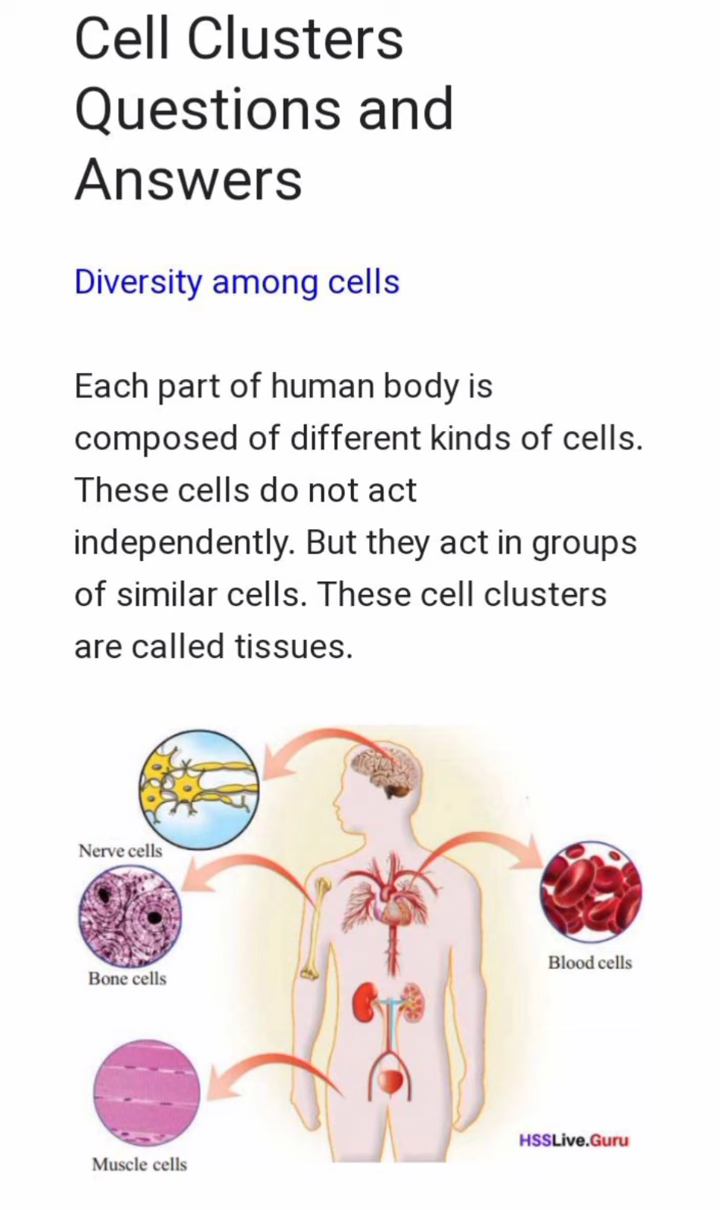 Cell Clusters
Questions and
Answers
Diversity among cells
Each part of human body is
composed of different kinds of cells.
These cells do not act
independently. But they act in groups
of similar cells. These cell clusters
are called tissues.
Nerve cells
Bone cells
Blood cells
HSSLive.Guru
Muscle cells